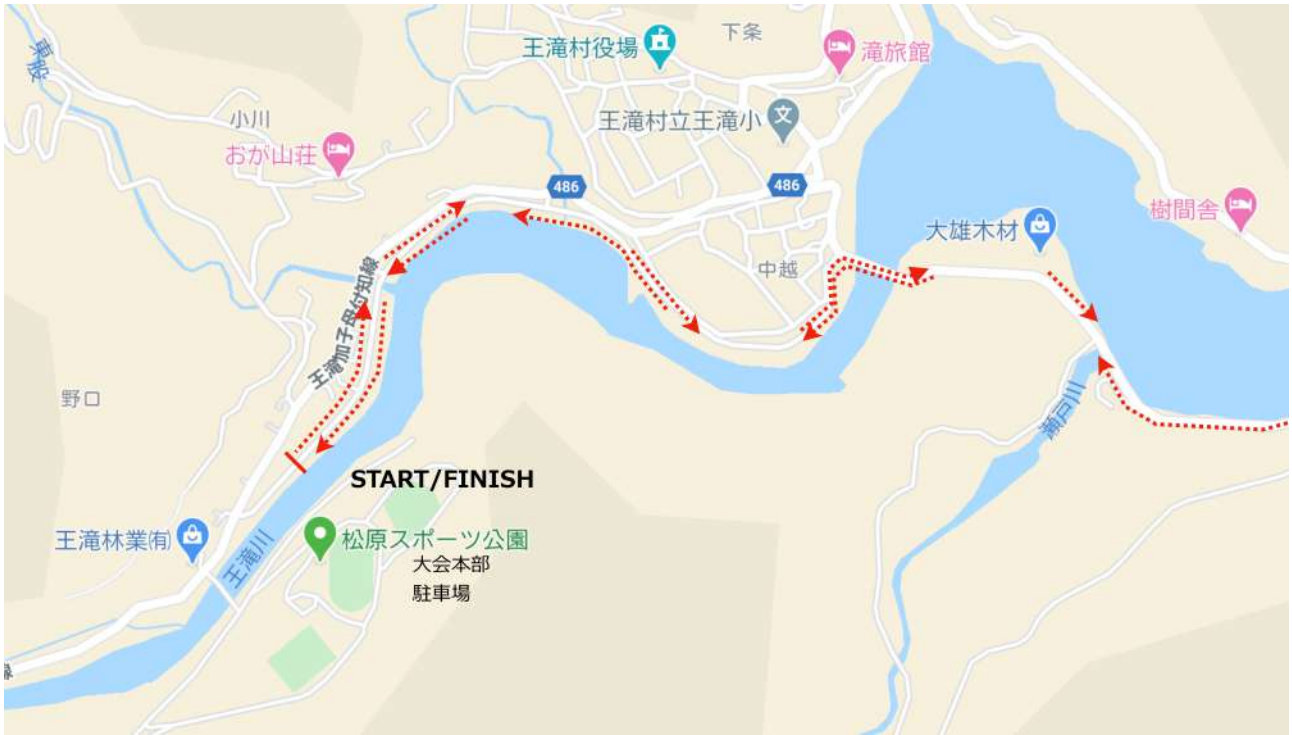 東股
王滝村役場
下条
滝旅館
小川
おが山荘
王滝村立王滝小
文
486
486
樹間舎
大雄木材
中越
王滝加子母付知線
野口
瀬戸川
START/FINISH
王滝林業㈲
王滝川
松原スポーツ公園
大会本部
駐車場
線